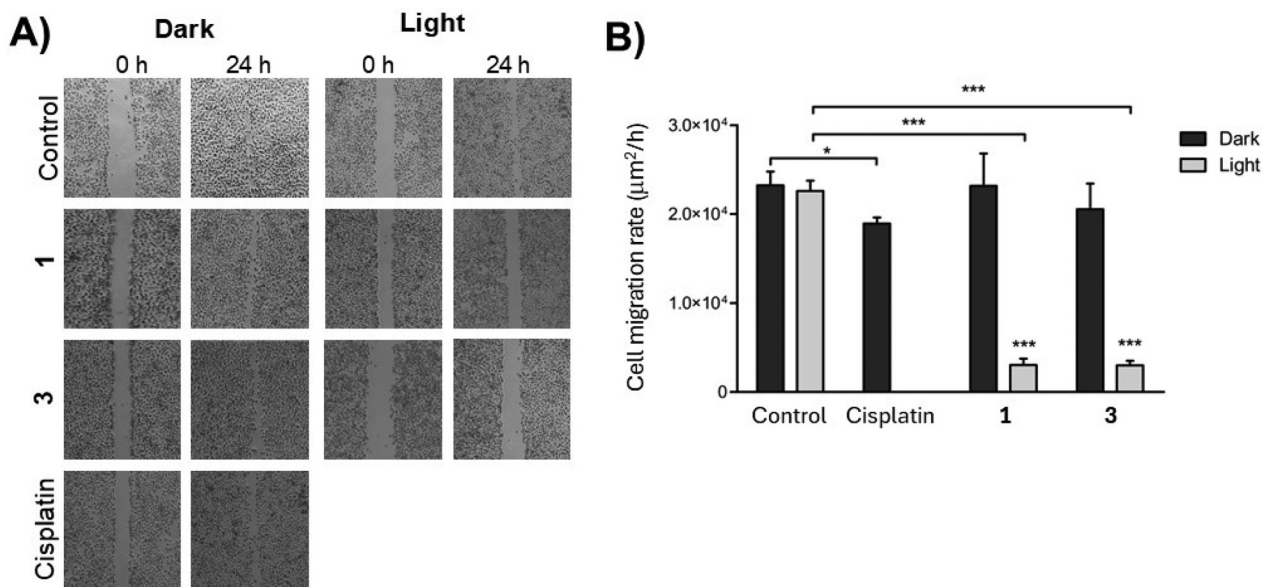 A)
Dark
Light
0 h
24 h
0 h
24 h
Control
1
3
Cisplatin
B)
***
***
*
Cell migration rate (μm²/h)
3.0×10⁴
2.0×10⁴
1.0×10⁴
0
***
***
Control
Cisplatin
1
3
Dark
Light